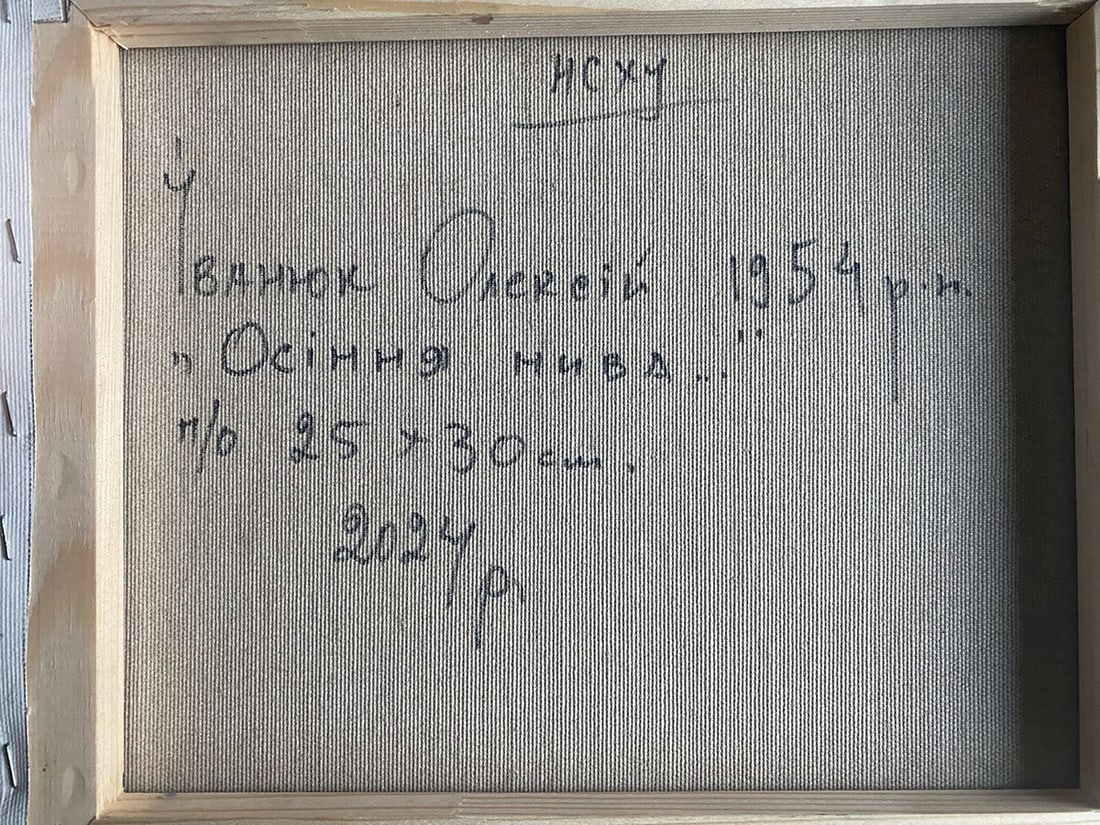 НСХУ
Іванюк Олексій 1954 р.н.
„Осіння нива..."
п/о 25 × 30 см.
2024 р.